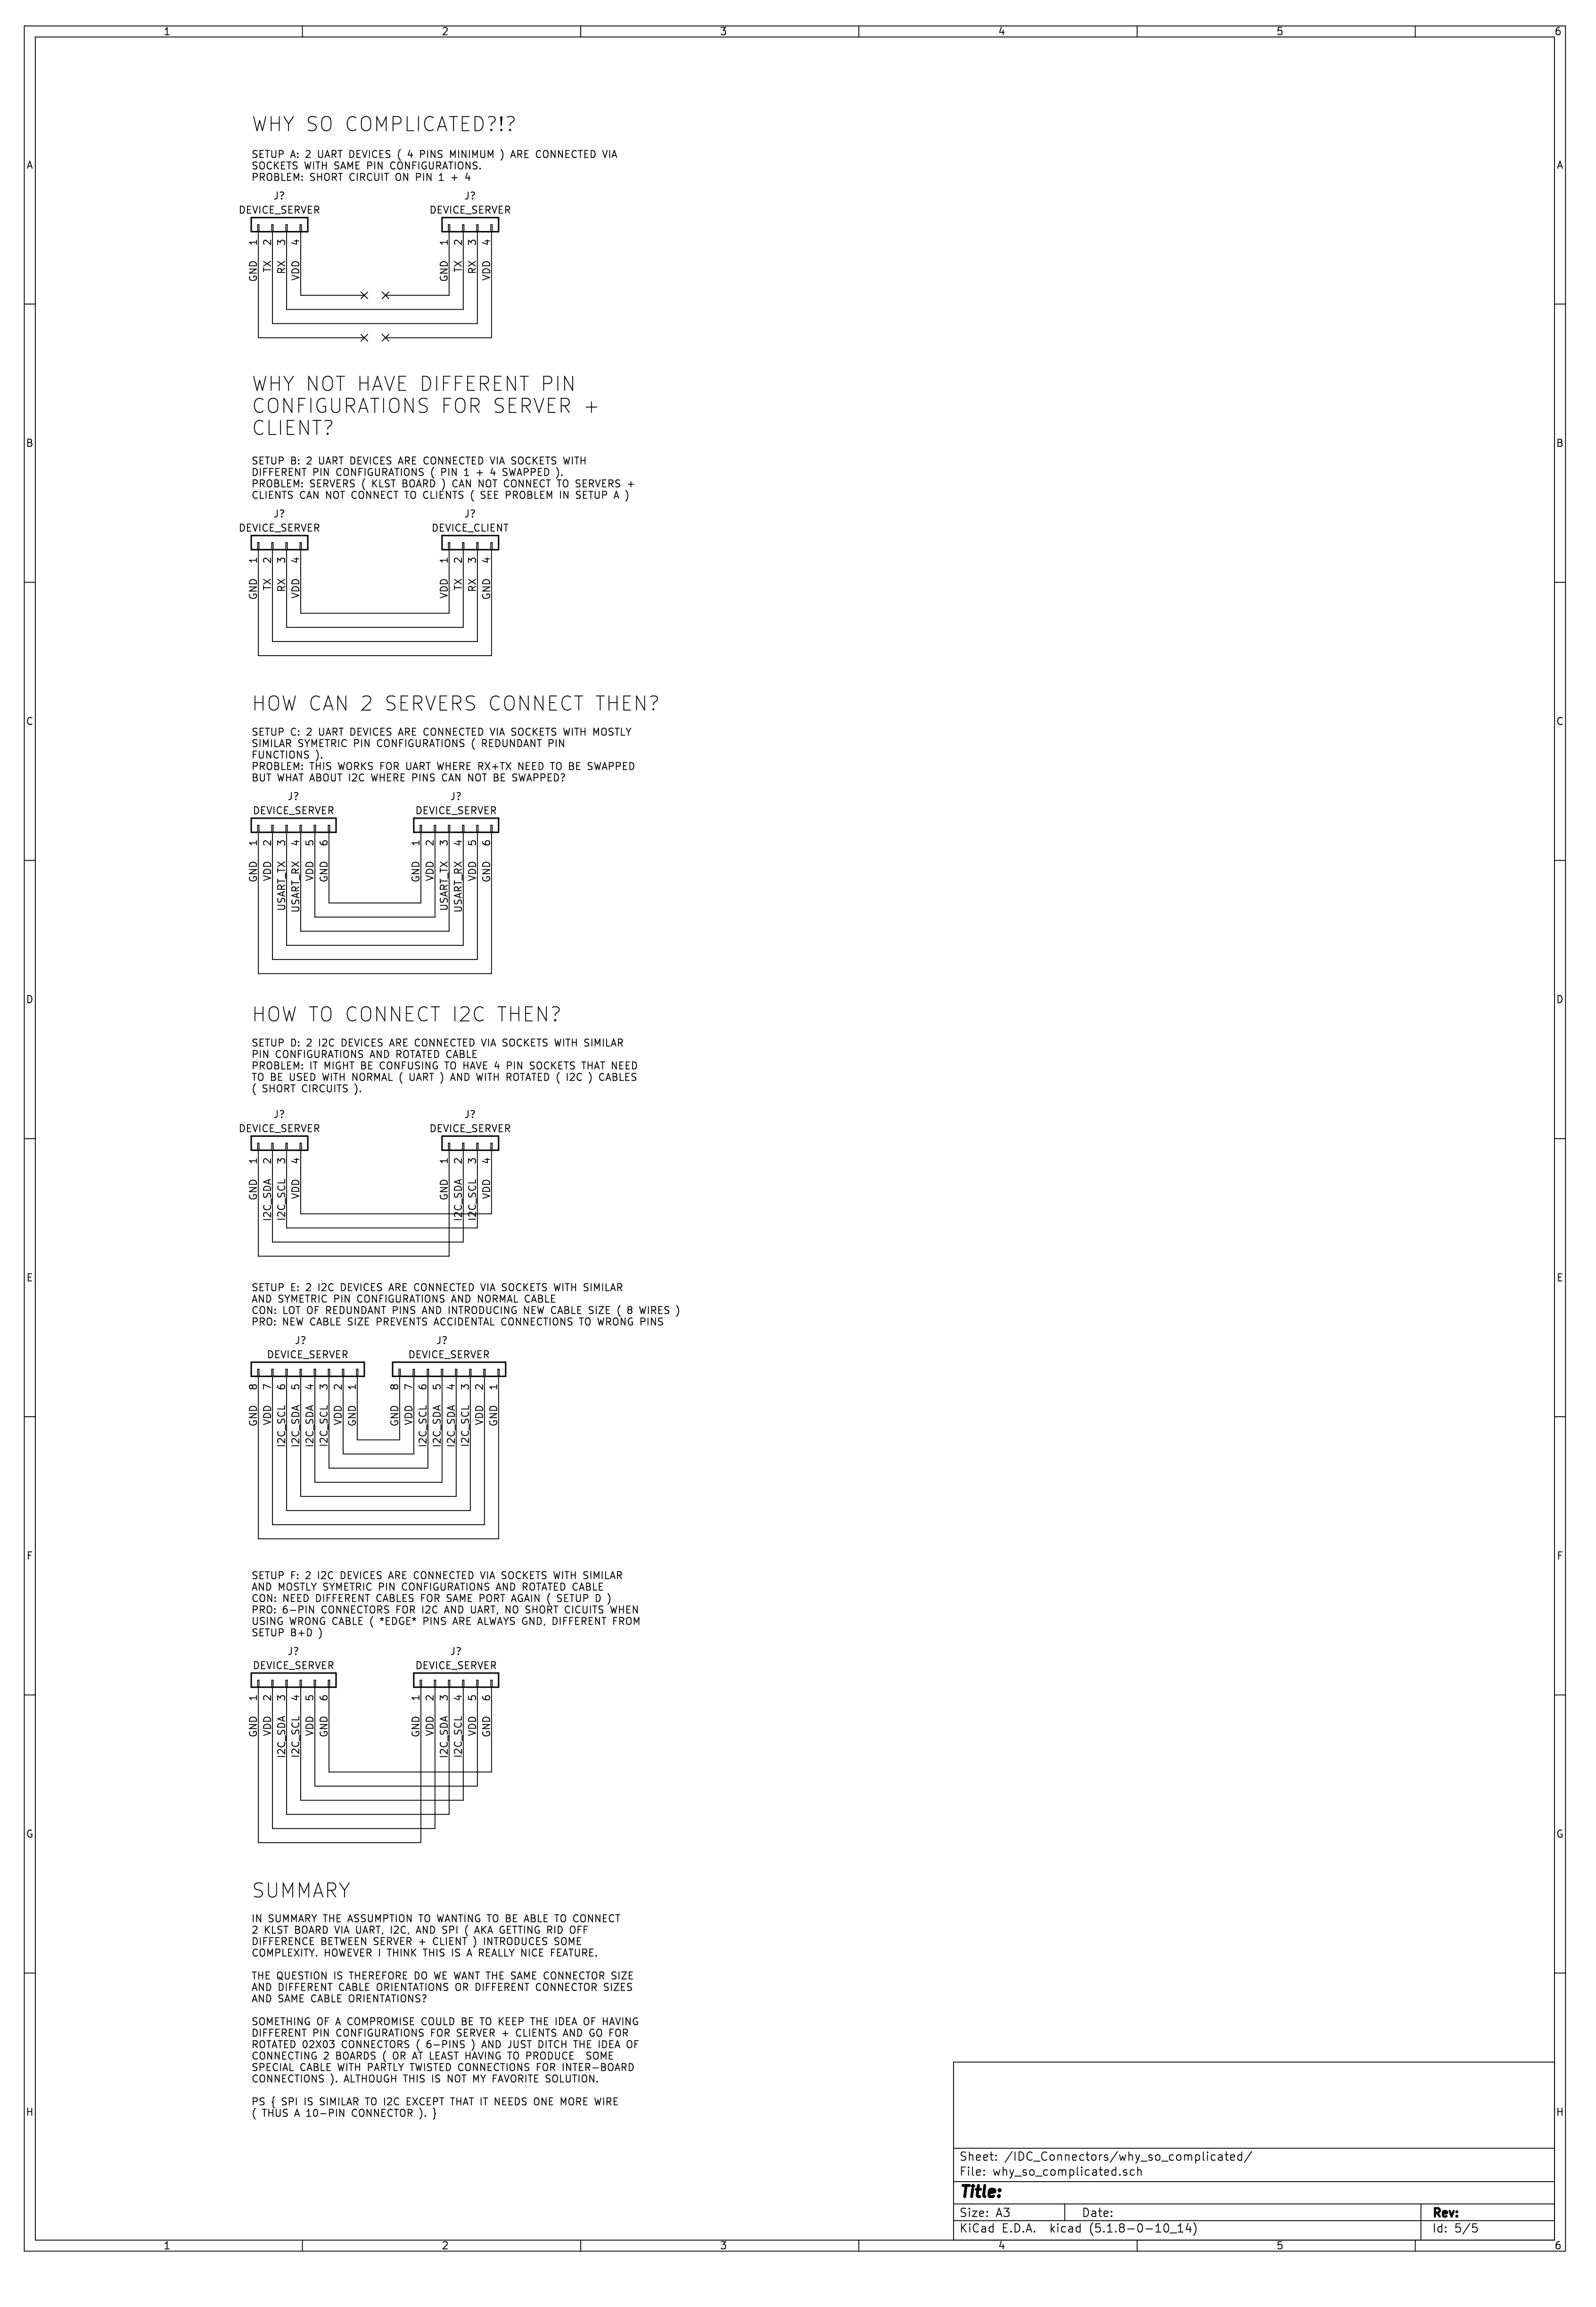 1 2 3 4 5 6
A A
WHY SO COMPLICATED?!?
SETUP A: 2 UART DEVICES ( 4 PINS MINIMUM ) ARE CONNECTED VIA
SOCKETS WITH SAME PIN CONFIGURATIONS.
PROBLEM: SHORT CIRCUIT ON PIN 1 + 4
J? J?
DEVICE_SERVER DEVICE_SERVER
1 2 3 4 1 2 3 4
GND TX RX VDD GND TX RX VDD
B B
WHY NOT HAVE DIFFERENT PIN
CONFIGURATIONS FOR SERVER +
CLIENT?
SETUP B: 2 UART DEVICES ARE CONNECTED VIA SOCKETS WITH
DIFFERENT PIN CONFIGURATIONS ( PIN 1 + 4 SWAPPED ).
PROBLEM: SERVERS ( KLST BOARD ) CAN NOT CONNECT TO SERVERS +
CLIENTS CAN NOT CONNECT TO CLIENTS ( SEE PROBLEM IN SETUP A )
J? J?
DEVICE_SERVER DEVICE_CLIENT
1 2 3 4 1 2 3 4
GND TX RX VDD VDD TX RX GND
C C
HOW CAN 2 SERVERS CONNECT THEN?
SETUP C: 2 UART DEVICES ARE CONNECTED VIA SOCKETS WITH MOSTLY
SIMILAR SYMETRIC PIN CONFIGURATIONS ( REDUNDANT PIN
FUNCTIONS ).
PROBLEM: THIS WORKS FOR UART WHERE RX+TX NEED TO BE SWAPPED
BUT WHAT ABOUT I2C WHERE PINS CAN NOT BE SWAPPED?
J? J?
DEVICE_SERVER DEVICE_SERVER
1 2 3 4 5 6 1 2 3 4 5 6
GND VDD USART_TX USART_RX VDD GND GND VDD USART_TX USART_RX VDD GND
D D
HOW TO CONNECT I2C THEN?
SETUP D: 2 I2C DEVICES ARE CONNECTED VIA SOCKETS WITH SIMILAR
PIN CONFIGURATIONS AND ROTATED CABLE
PROBLEM: IT MIGHT BE CONFUSING TO HAVE 4 PIN SOCKETS THAT NEED
TO BE USED WITH NORMAL ( UART ) AND WITH ROTATED ( I2C ) CABLES
( SHORT CIRCUITS ).
J? J?
DEVICE_SERVER DEVICE_SERVER
1 2 3 4 1 2 3 4
GND I2C_SDA I2C_SCL VDD GND I2C_SDA I2C_SCL VDD
E E
SETUP E: 2 I2C DEVICES ARE CONNECTED VIA SOCKETS WITH SIMILAR
AND SYMETRIC PIN CONFIGURATIONS AND NORMAL CABLE
CON: LOT OF REDUNDANT PINS AND INTRODUCING NEW CABLE SIZE ( 8 WIRES )
PRO: NEW CABLE SIZE PREVENTS ACCIDENTAL CONNECTIONS TO WRONG PINS
J? J?
DEVICE_SERVER DEVICE_SERVER
8 7 6 5 4 3 2 1 8 7 6 5 4 3 2 1
GND VDD I2C_SCL I2C_SDA I2C_SDA I2C_SCL VDD GND GND VDD I2C_SCL I2C_SDA I2C_SDA I2C_SCL VDD GND
F F
SETUP F: 2 I2C DEVICES ARE CONNECTED VIA SOCKETS WITH SIMILAR
AND MOSTLY SYMETRIC PIN CONFIGURATIONS AND ROTATED CABLE
CON: NEED DIFFERENT CABLES FOR SAME PORT AGAIN ( SETUP D )
PRO: 6-PIN CONNECTORS FOR I2C AND UART, NO SHORT CICUITS WHEN
USING WRONG CABLE ( *EDGE* PINS ARE ALWAYS GND, DIFFERENT FROM
SETUP B+D )
J? J?
DEVICE_SERVER DEVICE_SERVER
1 2 3 4 5 6 1 2 3 4 5 6
GND VDD I2C_SDA I2C_SCL VDD GND GND VDD I2C_SDA I2C_SCL VDD GND
G G
SUMMARY
IN SUMMARY THE ASSUMPTION TO WANTING TO BE ABLE TO CONNECT
2 KLST BOARD VIA UART, I2C, AND SPI ( AKA GETTING RID OFF
DIFFERENCE BETWEEN SERVER + CLIENT ) INTRODUCES SOME
COMPLEXITY. HOWEVER I THINK THIS IS A REALLY NICE FEATURE.
THE QUESTION IS THEREFORE DO WE WANT THE SAME CONNECTOR SIZE
AND DIFFERENT CABLE ORIENTATIONS OR DIFFERENT CONNECTOR SIZES
AND SAME CABLE ORIENTATIONS?
SOMETHING OF A COMPROMISE COULD BE TO KEEP THE IDEA OF HAVING
DIFFERENT PIN CONFIGURATIONS FOR SERVER + CLIENTS AND GO FOR
ROTATED 02X03 CONNECTORS ( 6-PINS ) AND JUST DITCH THE IDEA OF
CONNECTING 2 BOARDS ( OR AT LEAST HAVING TO PRODUCE  SOME
SPECIAL CABLE WITH PARTLY TWISTED CONNECTIONS FOR INTER-BOARD
CONNECTIONS ). ALTHOUGH THIS IS NOT MY FAVORITE SOLUTION.
PS { SPI IS SIMILAR TO I2C EXCEPT THAT IT NEEDS ONE MORE WIRE
( THUS A 10-PIN CONNECTOR ). }
H H
Sheet: /IDC_Connectors/why_so_complicated/
File: why_so_complicated.sch
Title:
Size: A3 Date: Rev:
KiCad E.D.A. kicad (5.1.8-0-10_14) Id: 5/5
1 2 3 4 5 6